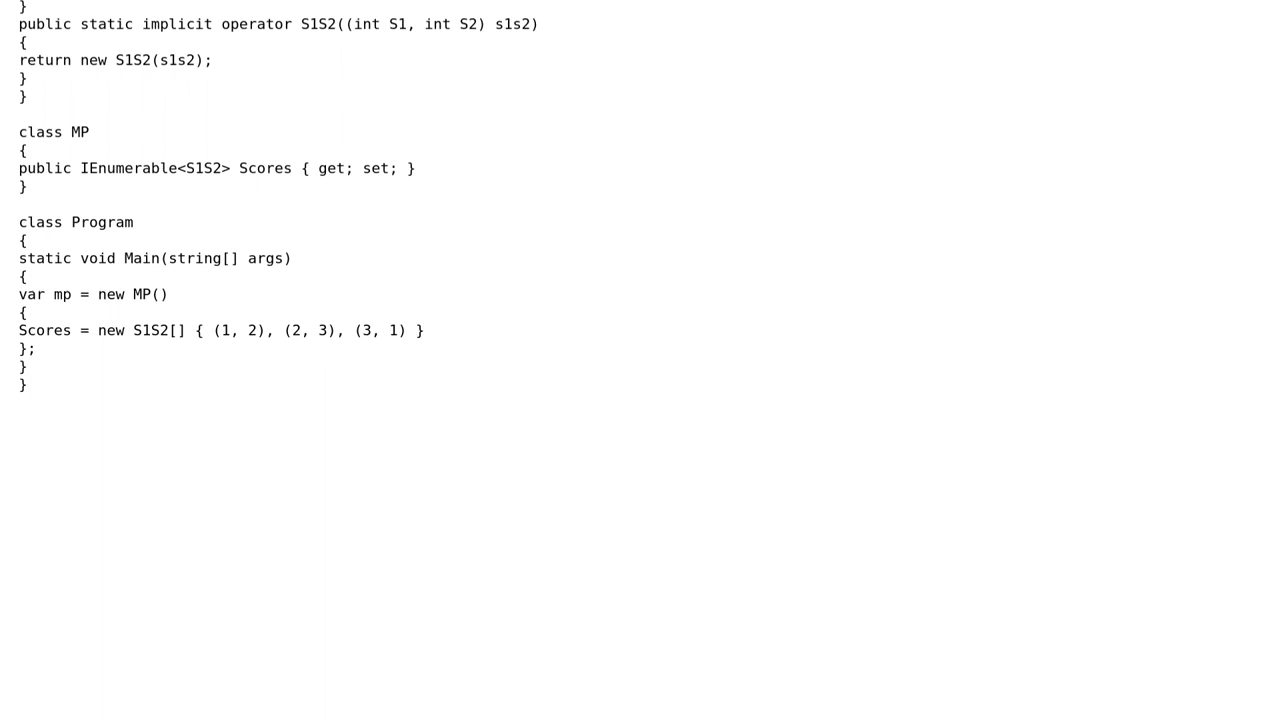 }
public static implicit operator S1S2((int S1, int S2) s1s2)
{
return new S1S2(s1s2);
}
}

class MP
{
public IEnumerable<S1S2> Scores { get; set; }
}

class Program
{
static void Main(string[] args)
{
var mp = new MP()
{
Scores = new S1S2[] { (1, 2), (2, 3), (3, 1) }
};
}
}